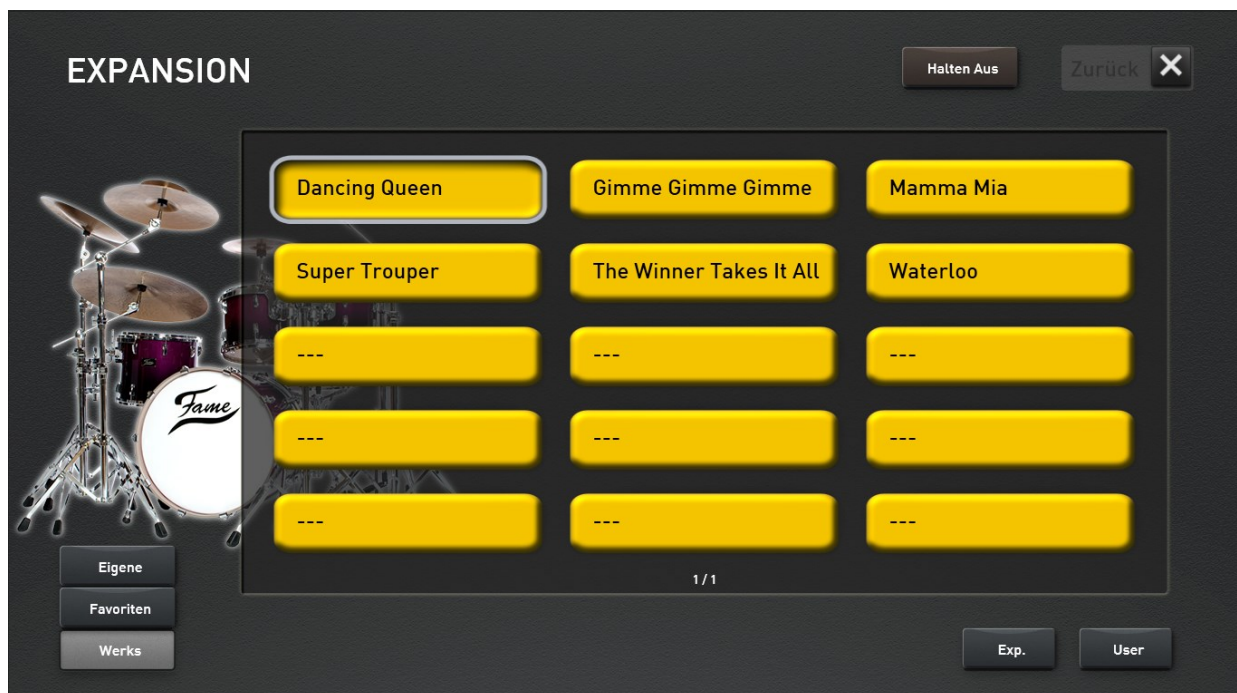 EXPANSION
Halten Aus
Zurück
Dancing Queen
Gimme Gimme Gimme
Mamma Mia
Super Trouper
The Winner Takes It All
Waterloo
---
---
---
Fame
---
---
---
---
---
---
Eigene
1/1
Favoriten
Werks
Exp.
User